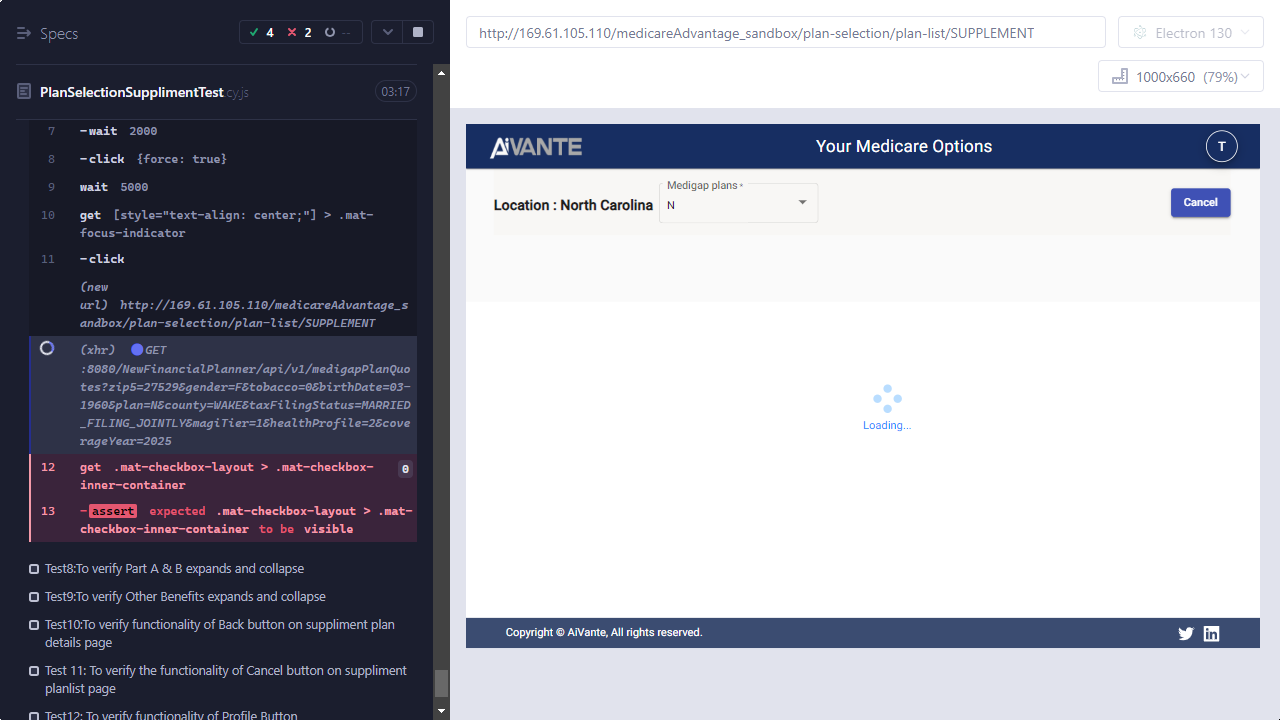 Specs
4 2 --
PlanSelectionSupplimentTest.cy.js 03:17
7 -wait 2000
8 -click {force: true}
9 wait 5000
10 get [style="text-align: center;"] > .mat-
focus-indicator
11 -click
(new
url) http://169.61.105.110/medicareAdvantage_s
andbox/plan-selection/plan-list/SUPPLEMENT
(xhr) GET
:8080/NewFinancialPlanner/api/v1/medigapPlanQuo
tes?zip5=27529&gender=F&tobacco=0&birthDate=03-
1960&plan=N&county=WAKE&taxFilingStatus=MARRIED
_FILING_JOINTLY&magiTier=1&healthProfile=2&cove
rageYear=2025
12 get .mat-checkbox-layout > .mat-checkbox- 0
inner-container
13 -assert expected .mat-checkbox-layout > .mat-
checkbox-inner-container to be visible
Test8:To verify Part A & B expands and collapse
Test9:To verify Other Benefits expands and collapse
Test10:To verify functionality of Back button on suppliment plan
details page
Test 11: To verify the functionality of Cancel button on suppliment
planlist page
Test12: To verify functionality of Profile Button
http://169.61.105.110/medicareAdvantage_sandbox/plan-selection/plan-list/SUPPLEMENT
Electron 130
1000x660 (79%)
AiVANTE
Your Medicare Options
T
Location : North Carolina
Medigap plans *
N
Cancel
Loading...
Copyright © AiVante, All rights reserved.